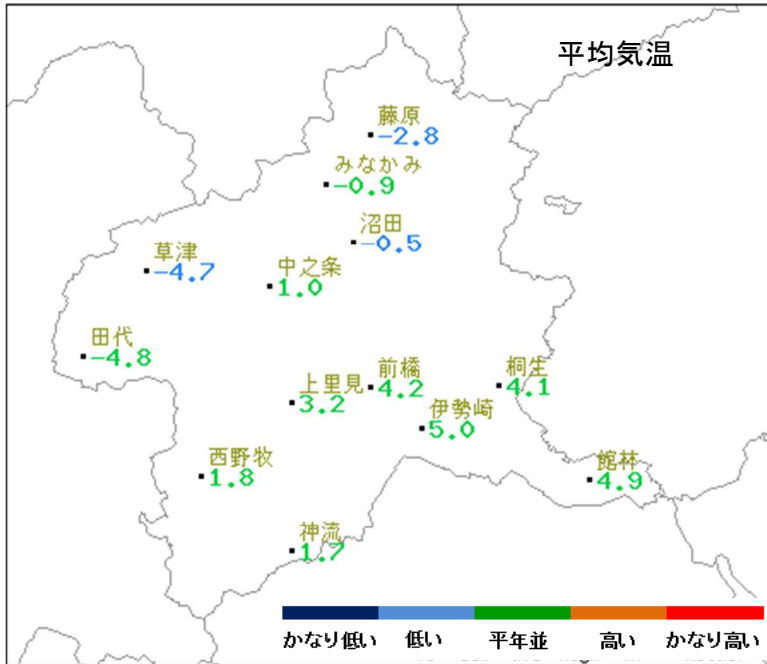 平均気温
藤原
-2.8
みなかみ
-0.9
沼田
-0.5
草津
-4.7
中之条
1.0
田代
-4.8
前橋
4.2
桐生
4.1
上里見
3.2
伊勢崎
5.0
西野牧
1.8
館林
4.9
神流
1.7
かなり低い 低い 平年並 高い かなり高い